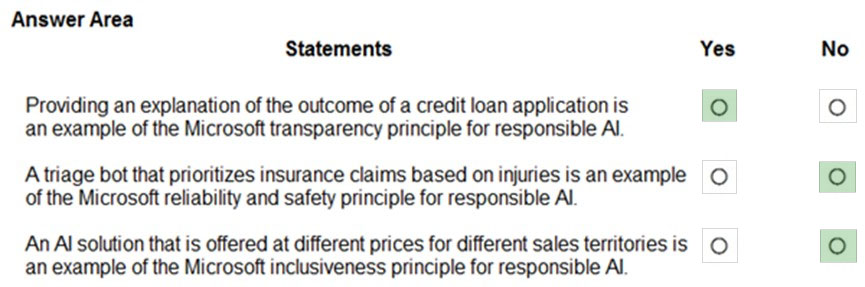 Answer Area
Statements Yes No
Providing an explanation of the outcome of a credit loan application is
an example of the Microsoft transparency principle for responsible AI.
A triage bot that prioritizes insurance claims based on injuries is an example
of the Microsoft reliability and safety principle for responsible AI.
An AI solution that is offered at different prices for different sales territories is
an example of the Microsoft inclusiveness principle for responsible AI.